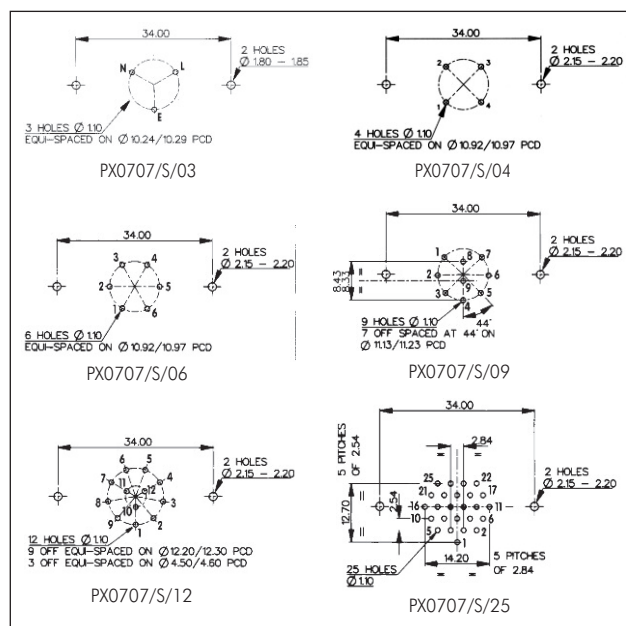 34.00
2 HOLES
Ø 1.80 - 1.85
N
L
E
3 HOLES Ø 1.10
EQUI-SPACED ON Ø 10.24/10.29 PCD
PX0707/S/03
34.00
2 HOLES
Ø 2.15 - 2.20
2
3
1
4
4 HOLES Ø 1.10
EQUI-SPACED ON Ø 10.92/10.97 PCD
PX0707/S/04
34.00
2 HOLES
Ø 2.15 - 2.20
3
4
2
5
1
6
6 HOLES Ø 1.10
EQUI-SPACED ON Ø 10.92/10.97 PCD
PX0707/S/06
34.00
2 HOLES
Ø 2.15 - 2.20
8.43
8.33
1
8
7
2
6
9
3
5
4
44°
9 HOLES Ø 1.10
7 OFF SPACED AT 44° ON
Ø 11.13/11.23 PCD
PX0707/S/09
34.00
2 HOLES
Ø 2.15 - 2.20
6
5
7
4
11
12
8
3
10
9
2
1
12 HOLES Ø 1.10
9 OFF EQUI-SPACED ON Ø 12.20/12.30 PCD
3 OFF EQUI-SPACED ON Ø 4.50/4.60 PCD
PX0707/S/12
34.00
5 PITCHES
OF 2.54
2.84
2 HOLES
Ø 2.15 - 2.20
25
22
21
17
16
11
10
6
5
2
1
12.70
2.54
14.20
5 PITCHES
OF 2.84
25 HOLES
Ø 1.10
PX0707/S/25